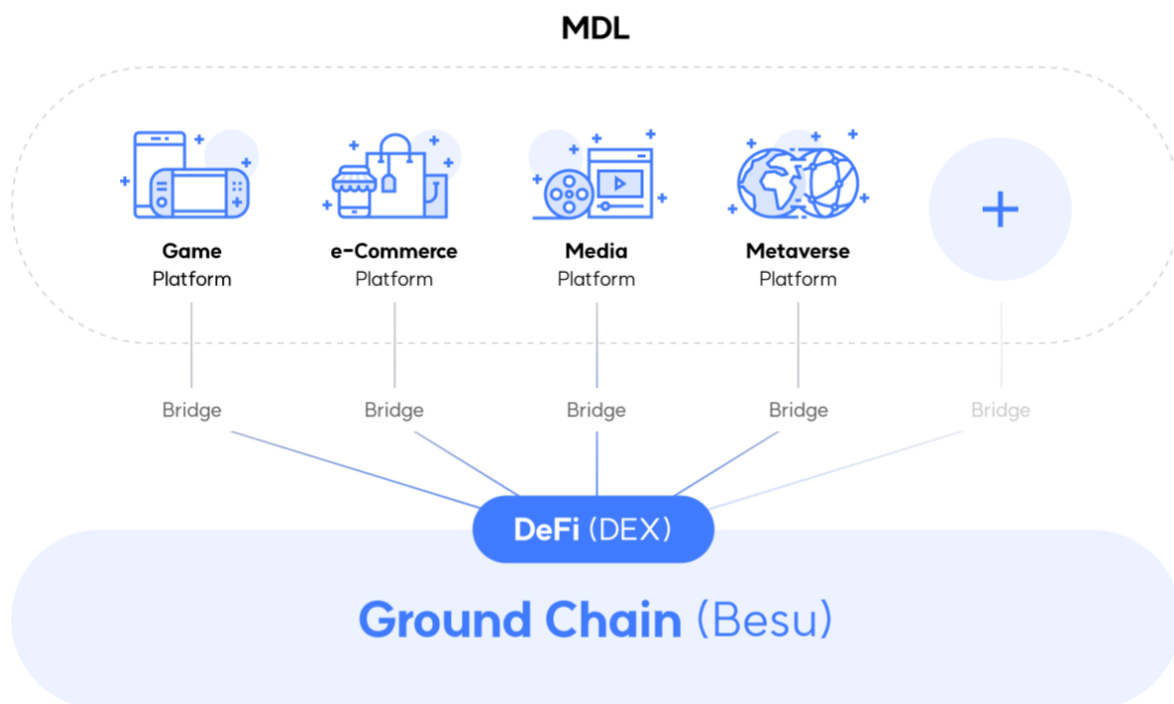 MDL
Game
Platform
e-Commerce
Platform
Media
Platform
Metaverse
Platform
Bridge
Bridge
Bridge
Bridge
Bridge
DeFi (DEX)
Ground Chain (Besu)